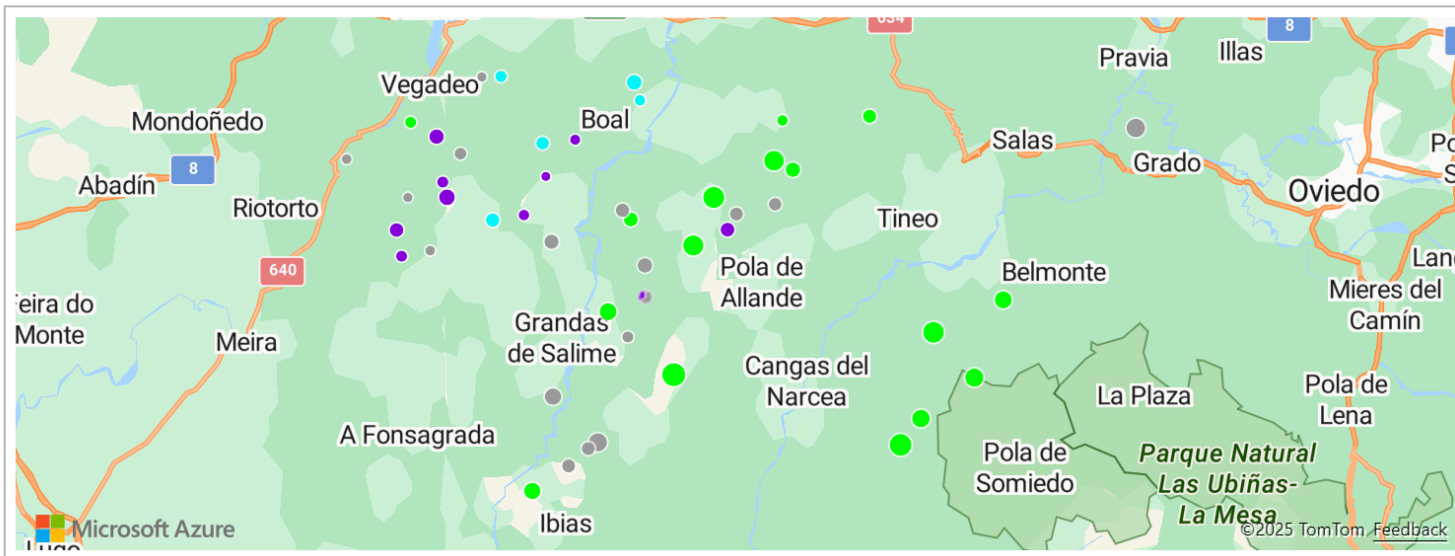 634
8
Pravia
Illas
Vegadeo
Mondoñedo
Boal
Salas
Grado
8
Abadín
Riotorto
Oviedo
Tineo
640
Pola de
Allande
Belmonte
Feira do
Monte
Mieres del
Camín
Meira
Grandas
de Salime
Cangas del
Narcea
La Plaza
Pola de
Lena
A Fonsagrada
Pola de
Somiedo
Parque Natural
Las Ubiñas-
La Mesa
Ibias
Microsoft Azure
©2025 TomTom Feedback
Lugo